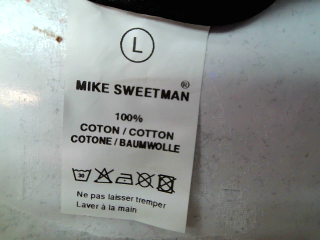 L
MIKE SWEETMAN®
100%
COTON / COTTON
COTONE / BAUMWOLLE
Ne pas laisser tremper
Laver à la main